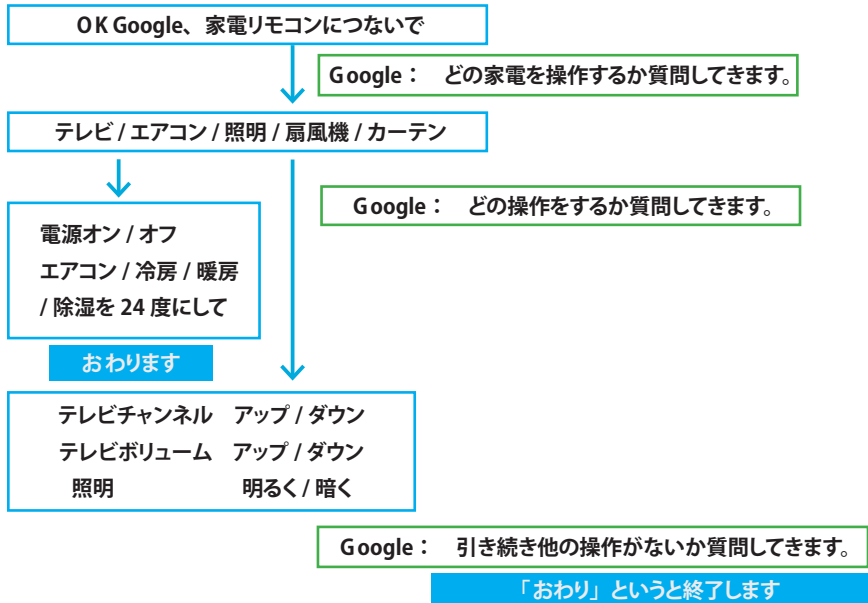 OK Google、家電リモコンにつないで
Google： どの家電を操作するか質問してきます。
テレビ / エアコン / 照明 / 扇風機 / カーテン
Google： どの操作をするか質問してきます。
電源オン / オフ
エアコン / 冷房 / 暖房
/ 除湿を 24 度にして
おわります
テレビチャンネル アップ / ダウン
テレビボリューム アップ / ダウン
照明 明るく / 暗く
Google： 引き続き他の操作がないか質問してきます。
「おわり」というと終了します